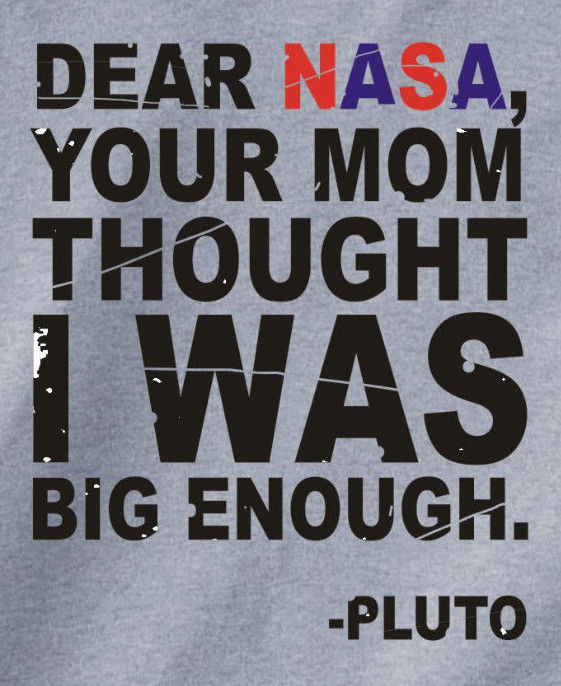 DEAR NASA,
YOUR MOM
THOUGHT
I WAS
BIG ENOUGH.
-PLUTO